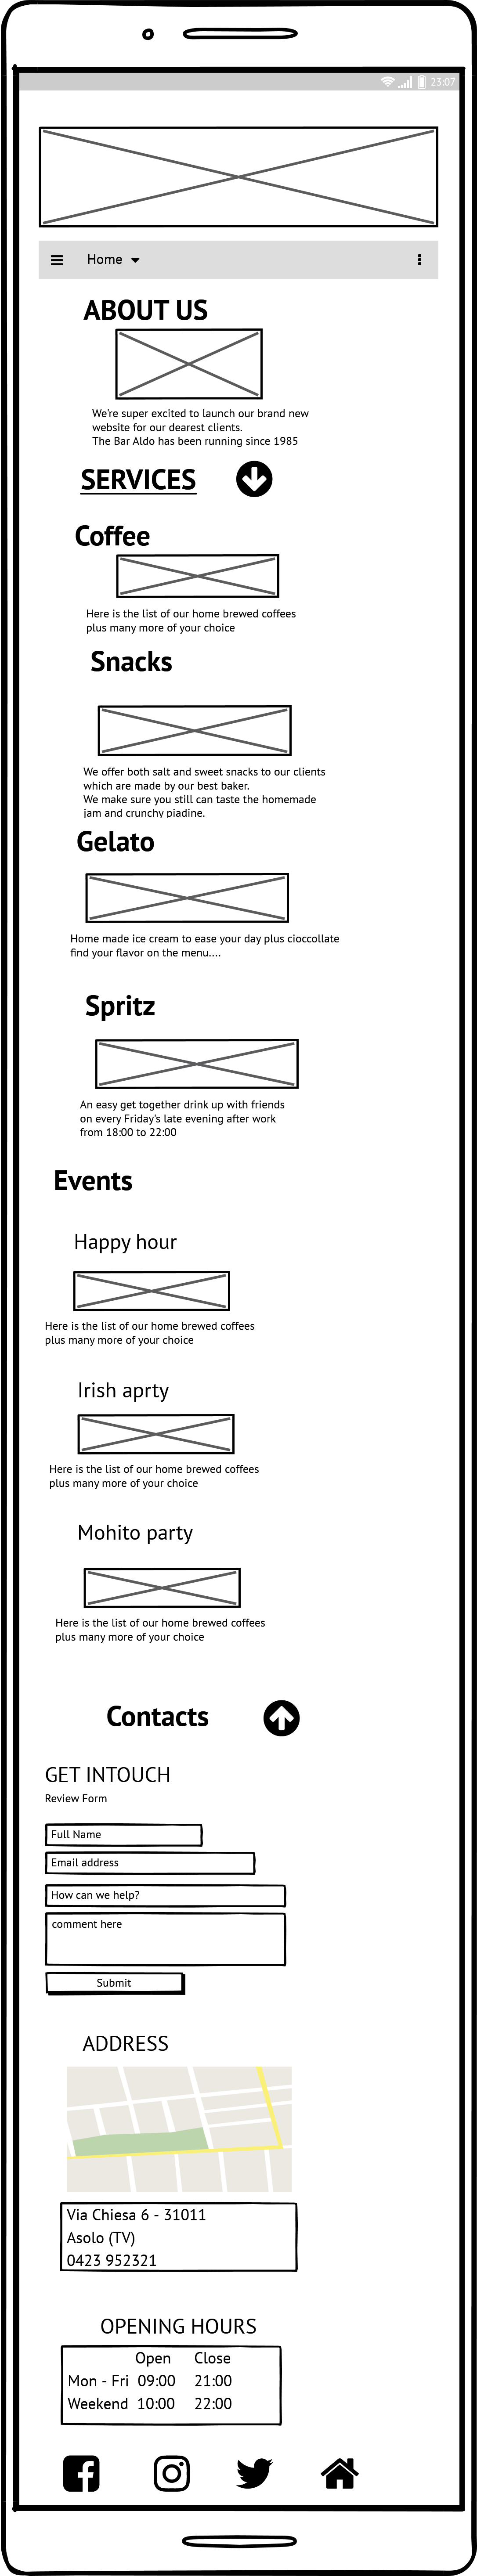 23:07
Home
ABOUT US
We're super excited to launch our brand new
website for our dearest clients.
The Bar Aldo has been running since 1985
SERVICES
Coffee
Here is the list of our home brewed coffees
plus many more of your choice
Snacks
We offer both salt and sweet snacks to our clients
which are made by our best baker.
We make sure you still can taste the homemade
jam and crunchy piadine.
Gelato
Home made ice cream to ease your day plus cioccollate
find your flavor on the menu....
Spritz
An easy get together drink up with friends
on every Friday's late evening after work
from 18:00 to 22:00
Events
Happy hour
Here is the list of our home brewed coffees
plus many more of your choice
Irish aprty
Here is the list of our home brewed coffees
plus many more of your choice
Mohito party
Here is the list of our home brewed coffees
plus many more of your choice
Contacts
GET INTOUCH
Review Form
Full Name
Email address
How can we help?
comment here
Submit
ADDRESS
Via Chiesa 6 - 31011
Asolo (TV)
0423 952321
OPENING HOURS
Open Close
Mon - Fri 09:00 21:00
Weekend 10:00 22:00